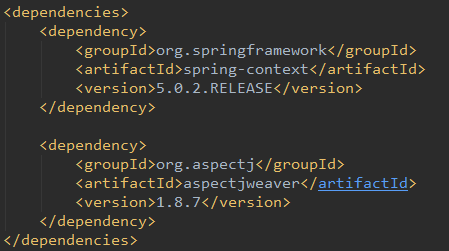 <dependencies>
    <dependency>
        <groupId>org.springframework</groupId>
        <artifactId>spring-context</artifactId>
        <version>5.0.2.RELEASE</version>
    </dependency>

    <dependency>
        <groupId>org.aspectj</groupId>
        <artifactId>aspectjweaver</artifactId>
        <version>1.8.7</version>
    </dependency>
</dependencies>